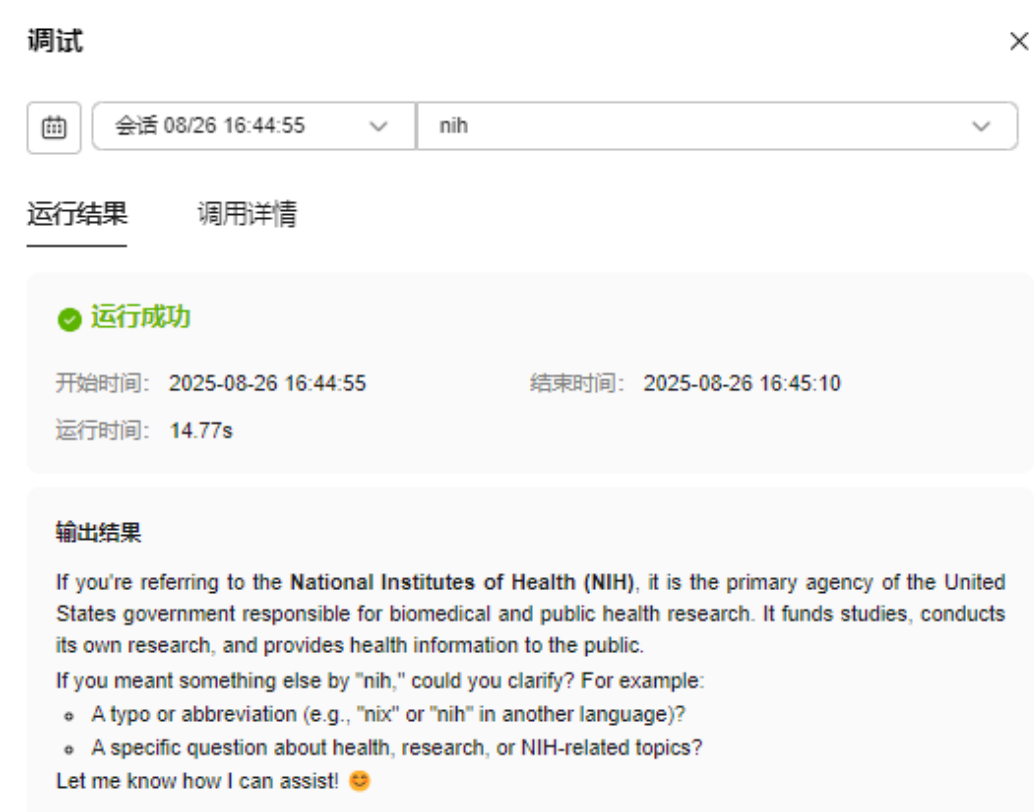 调试
会话 08/26 16:44:55
nih
运行结果
调用详情
运行成功
开始时间： 2025-08-26 16:44:55
结束时间： 2025-08-26 16:45:10
运行时间： 14.77s
输出结果
If you're referring to the National Institutes of Health (NIH), it is the primary agency of the United
States government responsible for biomedical and public health research. It funds studies, conducts
its own research, and provides health information to the public.
If you meant something else by "nih," could you clarify? For example:
A typo or abbreviation (e.g., "nix" or "nih" in another language)?
A specific question about health, research, or NIH-related topics?
Let me know how I can assist! 😊